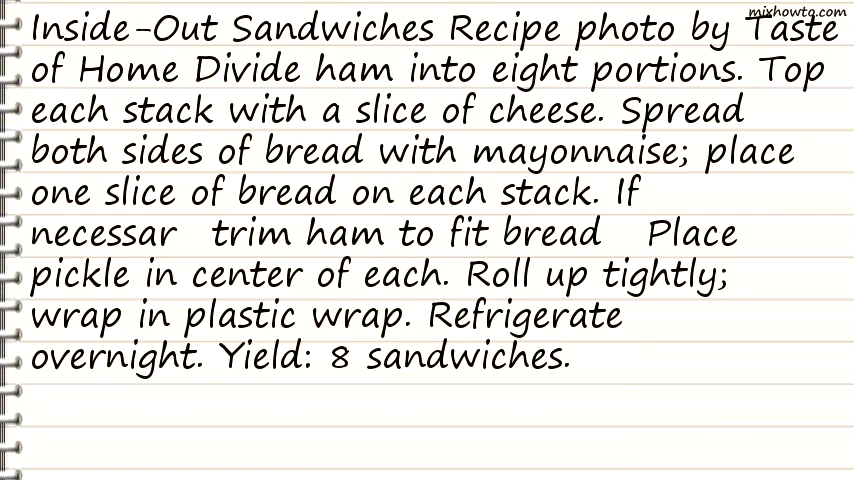 mixhowto.com
Inside-Out Sandwiches Recipe photo by Taste
of Home Divide ham into eight portions. Top
each stack with a slice of cheese. Spread
both sides of bread with mayonnaise; place
one slice of bread on each stack. If
necessar trim ham to fit bread Place
pickle in center of each. Roll up tightly;
wrap in plastic wrap. Refrigerate
overnight. Yield: 8 sandwiches.